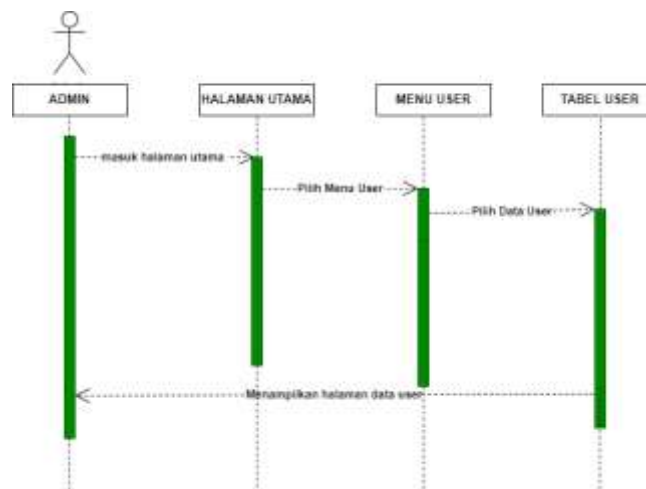 ADMIN
HALAMAN UTAMA
MENU USER
TABEL USER
masuk halaman utama
Pilih Menu User
Pilih Data User
Menampilkan halaman data user